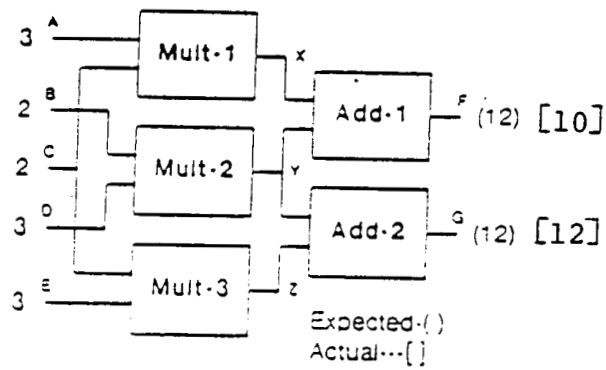 A
3
Mult-1
X
B
2
Add-1
F
(12) [10]
C
2
Mult-2
Y
D
3
Add-2
G
(12) [12]
E
3
Mult-3
Z
Expected-( )
Actual---[ ]